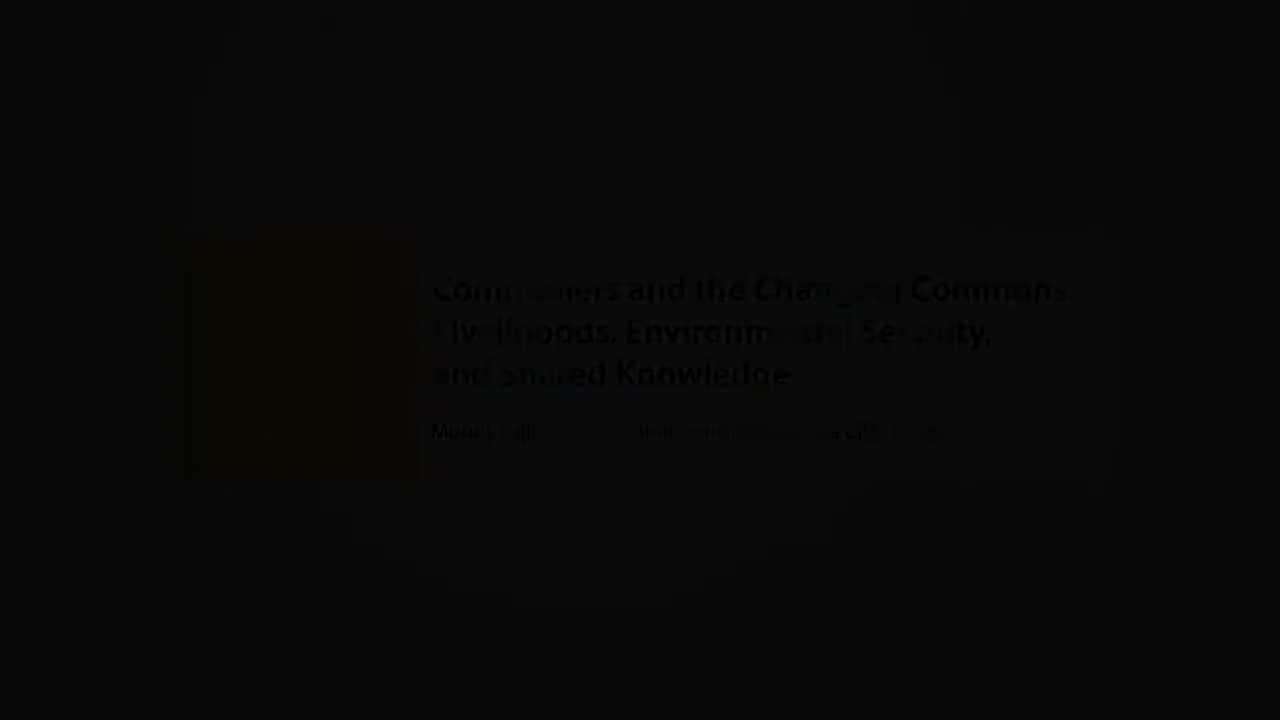 Commoners and the Changing Commons:
Livelihoods, Environmental Security,
and Shared Knowledge